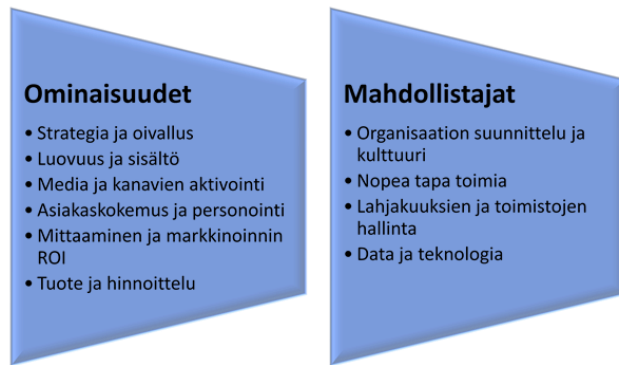 Ominaisuudet
• Strategia ja oivallus
• Luovuus ja sisältö
• Media ja kanavien aktivointi
• Asiakaskokemus ja personointi
• Mittaaminen ja markkinoinnin
ROI
• Tuote ja hinnoittelu
Mahdollistajat
• Organisaation suunnittelu ja
kulttuuri
• Nopea tapa toimia
• Lahjakuuksien ja toimistojen
hallinta
• Data ja teknologia